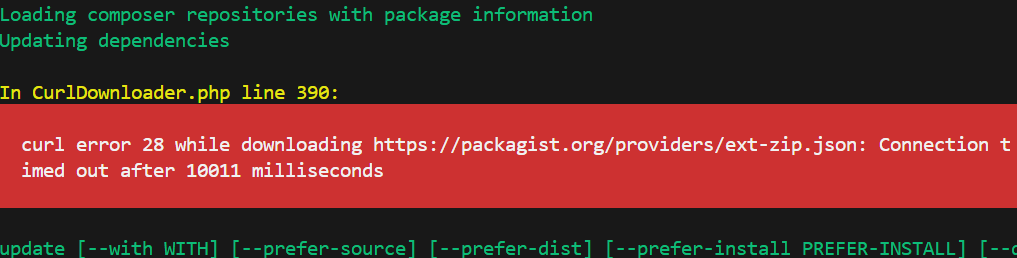 Loading composer repositories with package information
Updating dependencies
In CurlDownloader.php line 390:
curl error 28 while downloading https://packagist.org/providers/ext-zip.json: Connection t
imed out after 10011 milliseconds
update [--with WITH] [--prefer-source] [--prefer-dist] [--prefer-install PREFER-INSTALL] [--